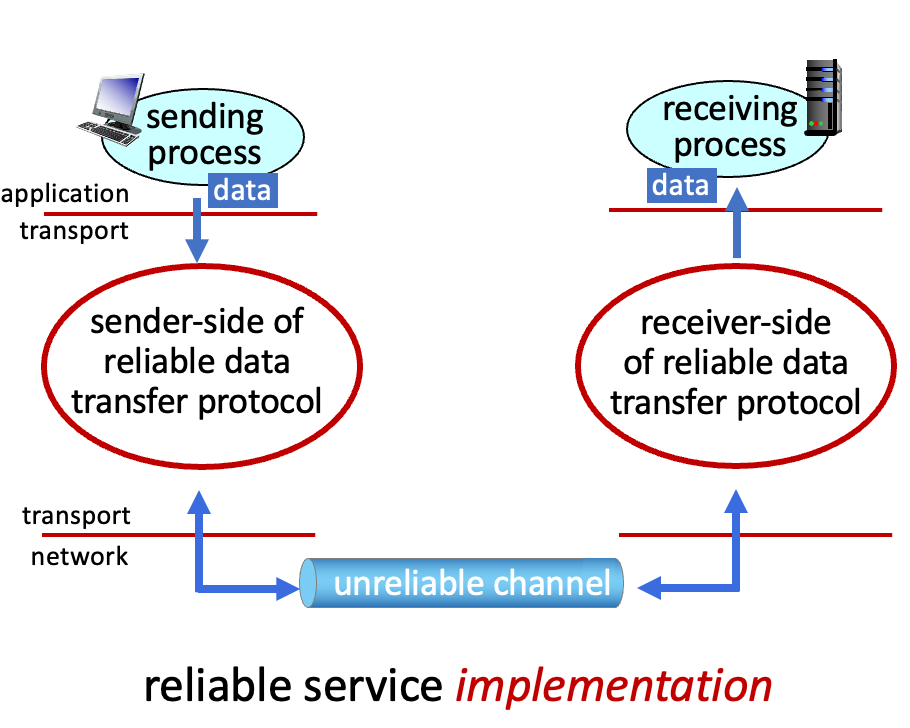 sending
process
receiving
process
data
data
application
transport
sender-side of
reliable data
transfer protocol
receiver-side
of reliable data
transfer protocol
transport
network
unreliable channel
reliable service implementation